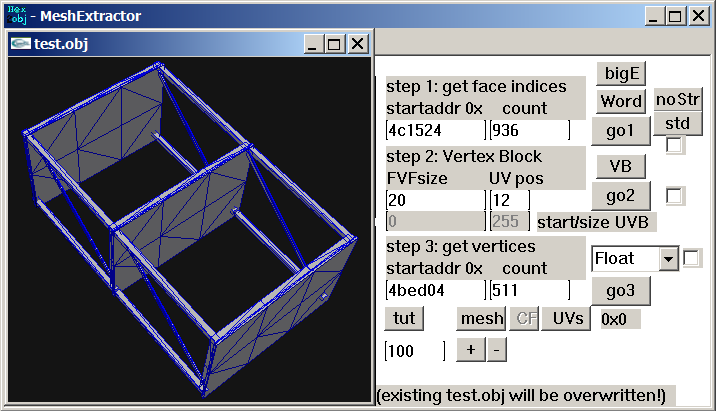 Hex
obj - MeshExtractor
test.obj
step 1: get face indices
startaddr 0x count
4c1524 936
bigE
Word noStr
go1 std
step 2: Vertex Block
FVFsize UV pos
20 12
0 255 start/size UVB
VB
go2
step 3: get vertices
startaddr 0x count
4bed04 511
Float
go3
tut mesh CF UVs 0x0
100 + -
(existing test.obj will be overwritten!)